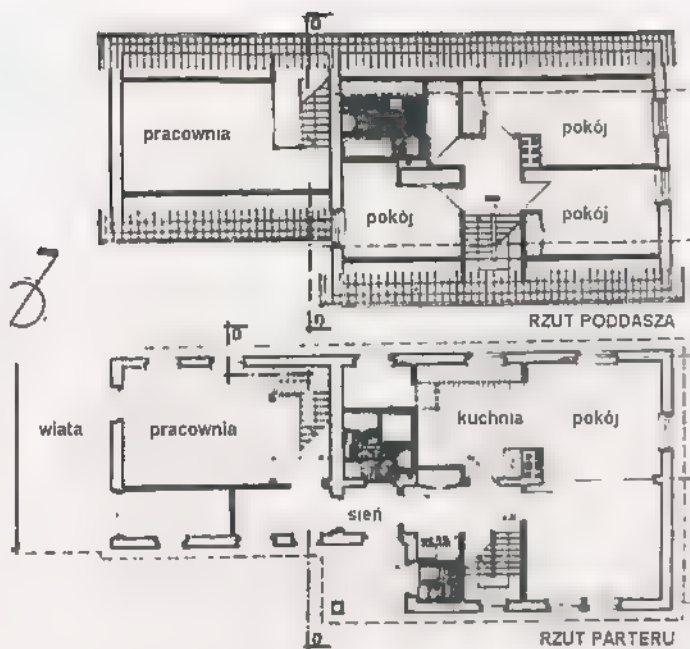 D
pracownia
pokój
pokój
pokój
RZUT PODDASZA
D
D
wiata
pracownia
kuchnia
pokój
sień
RZUT PARTERU
D